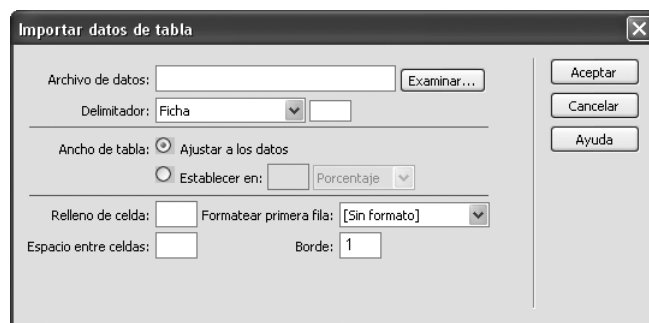 Importar datos de tabla
Archivo de datos: Examinar...
Delimitador: Ficha
Ancho de tabla: Ajustar a los datos
Establecer en: Porcentaje
Relleno de celda: Formatear primera fila: [Sin formato]
Espacio entre celdas: Borde: 1
Aceptar
Cancelar
Ayuda